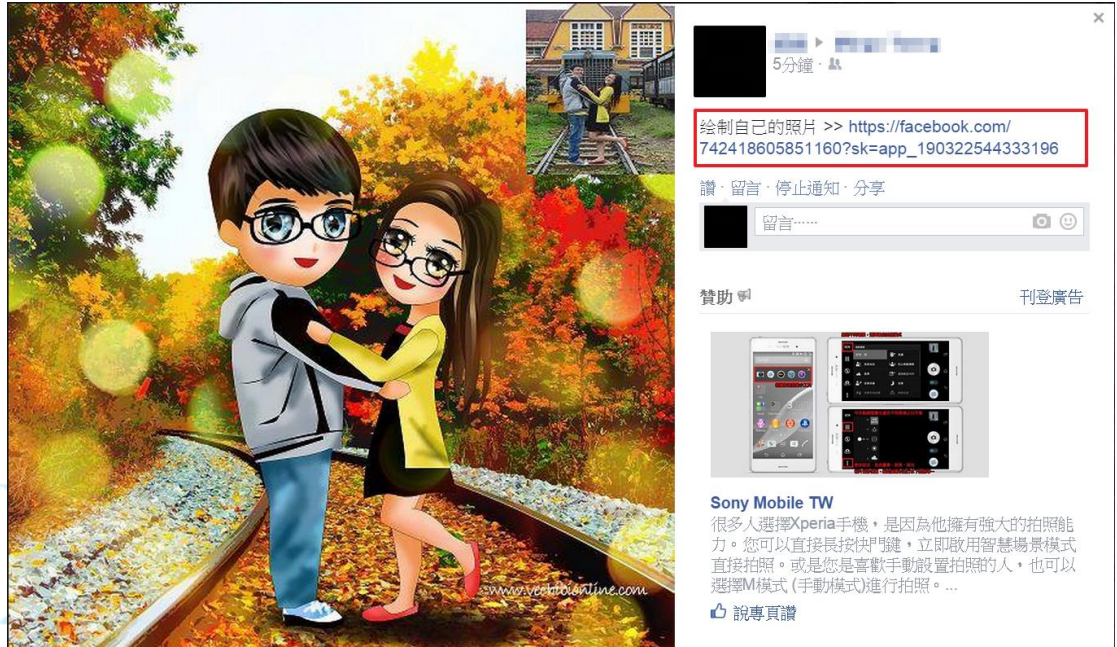 5分鐘
绘制自己的照片 >> https://facebook.com/
742418605851160?sk=app_190322544333196
讚 · 留言 · 停止通知 · 分享
留言……
贊助
刊登廣告
Sony Mobile TW
很多人選擇Xperia手機,是因為他擁有強大的拍照能
力。您可以直接長按快門鍵,立即啟用智慧場景模式
直接拍照。或是您是喜歡手動設置拍照的人,也可以
選擇M模式 (手動模式)進行拍照。...
說專頁讚
www.vechtoionline.com